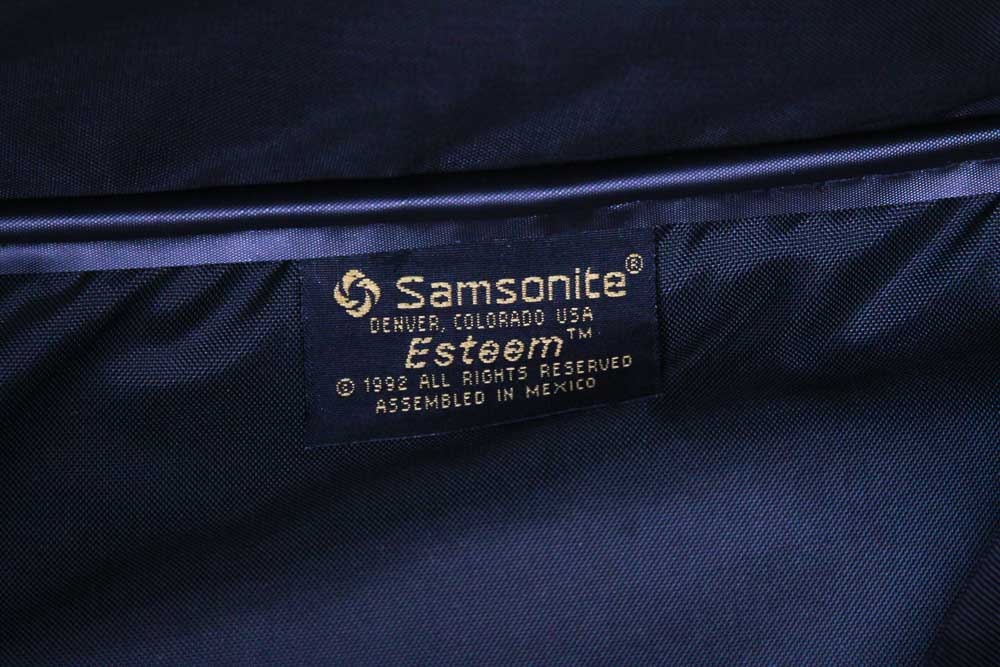 Samsonite®
DENVER, COLORADO USA
Esteem™
© 1992 ALL RIGHTS RESERVED
ASSEMBLED IN MEXICO